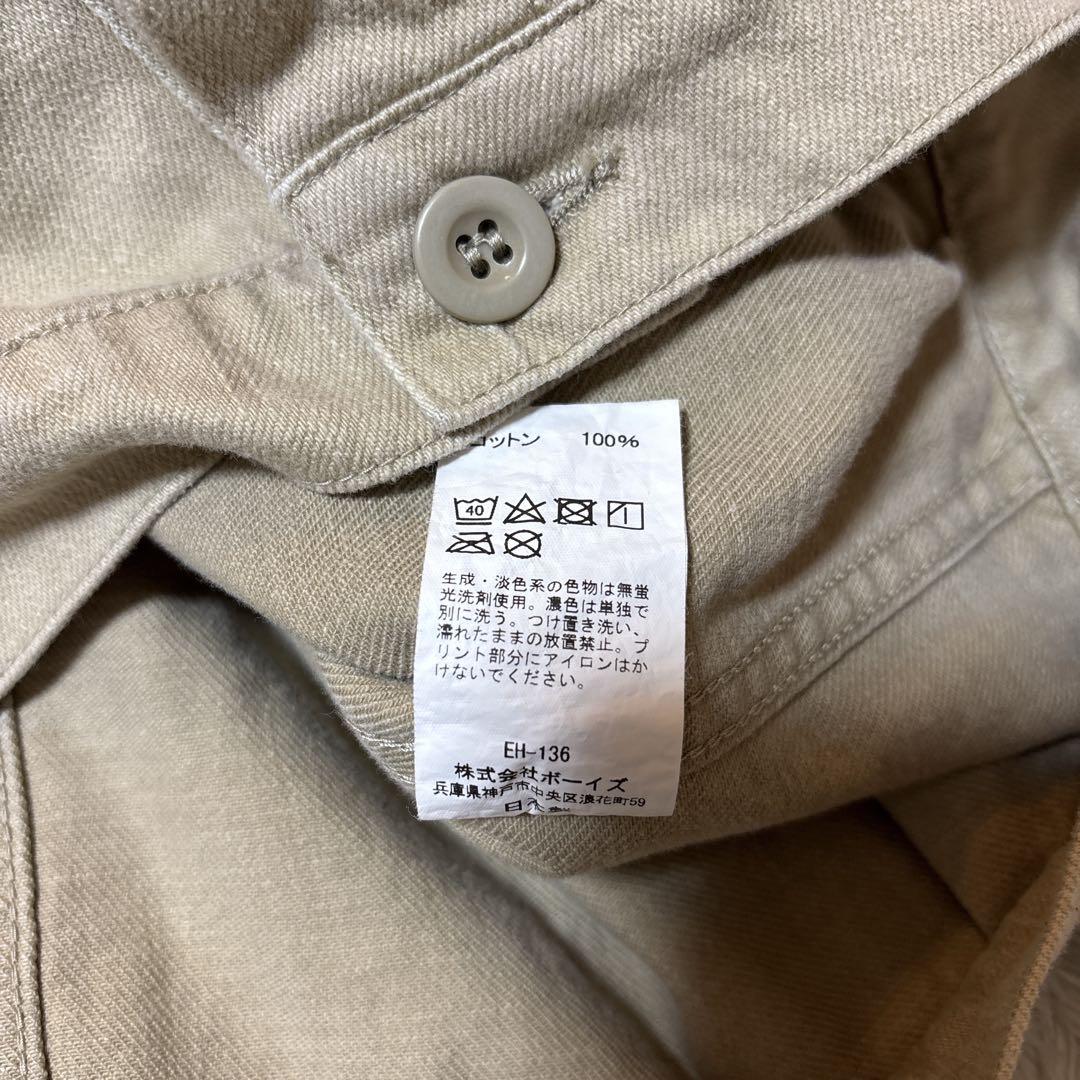 コットン 100%
40
生成・淡色系の色物は無蛍
光洗剤使用。濃色は単独で
別に洗う。つけ置き洗い、
濡れたままの放置禁止。プ
リント部分にアイロンはか
けないでください。
EH-136
株式会社ボーイズ
兵庫県神戸市中央区浪花町59
日本製